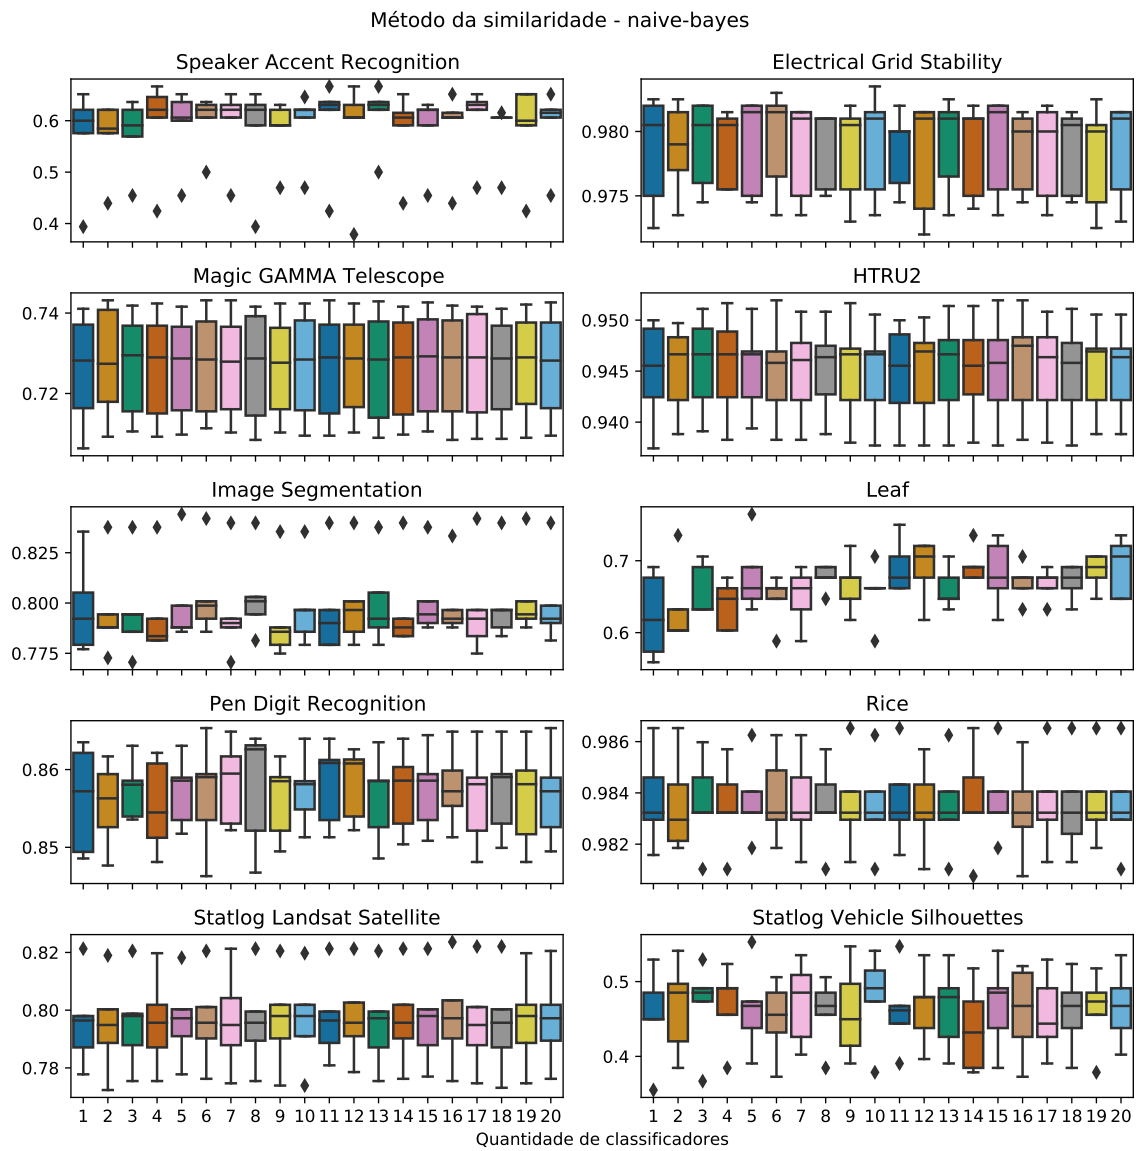 Método da similaridade - naive-bayes
Speaker Accent Recognition
0.6
0.5
0.4
Electrical Grid Stability
0.980
0.975
Magic GAMMA Telescope
0.74
0.72
HTRU2
0.950
0.945
0.940
Image Segmentation
0.825
0.800
0.775
Leaf
0.7
0.6
Pen Digit Recognition
0.86
0.85
Rice
0.986
0.984
0.982
Statlog Landsat Satellite
0.82
0.80
0.78
1 2 3 4 5 6 7 8 9 10 11 12 13 14 15 16 17 18 19 20
Statlog Vehicle Silhouettes
0.5
0.4
1 2 3 4 5 6 7 8 9 10 11 12 13 14 15 16 17 18 19 20
Quantidade de classificadores